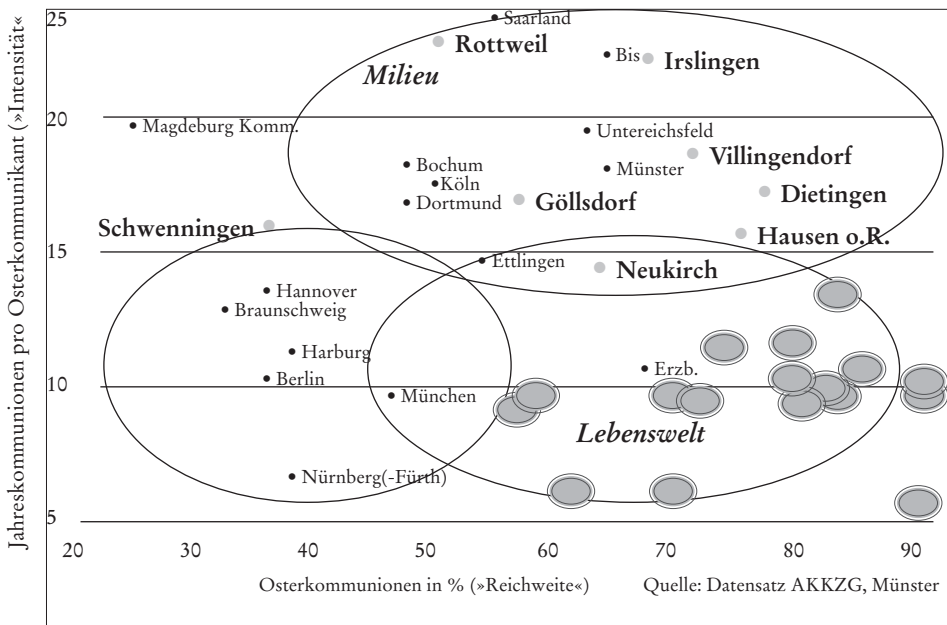 Jahreskommunionen pro Osterkommunikant (»Intensität«
25
20
15
10
5
Saarland
Rottweil
Milieu
Bis
Irslingen
Magdeburg Komm.
Untereichsfeld
Bochum
Köln
Dortmund
Münster
Villingendorf
Dietingen
Göllsdorf
Schwenningen
Hausen o.R.
Ettlingen
Neukirch
Hannover
Braunschweig
Harburg
Berlin
München
Erzb.
Lebenswelt
Nürnberg(-Fürth)
20 30 40 50 60 70 80 90
Osterkommunionen in % (»Reichweite«) Quelle: Datensatz AKKZG, Münster